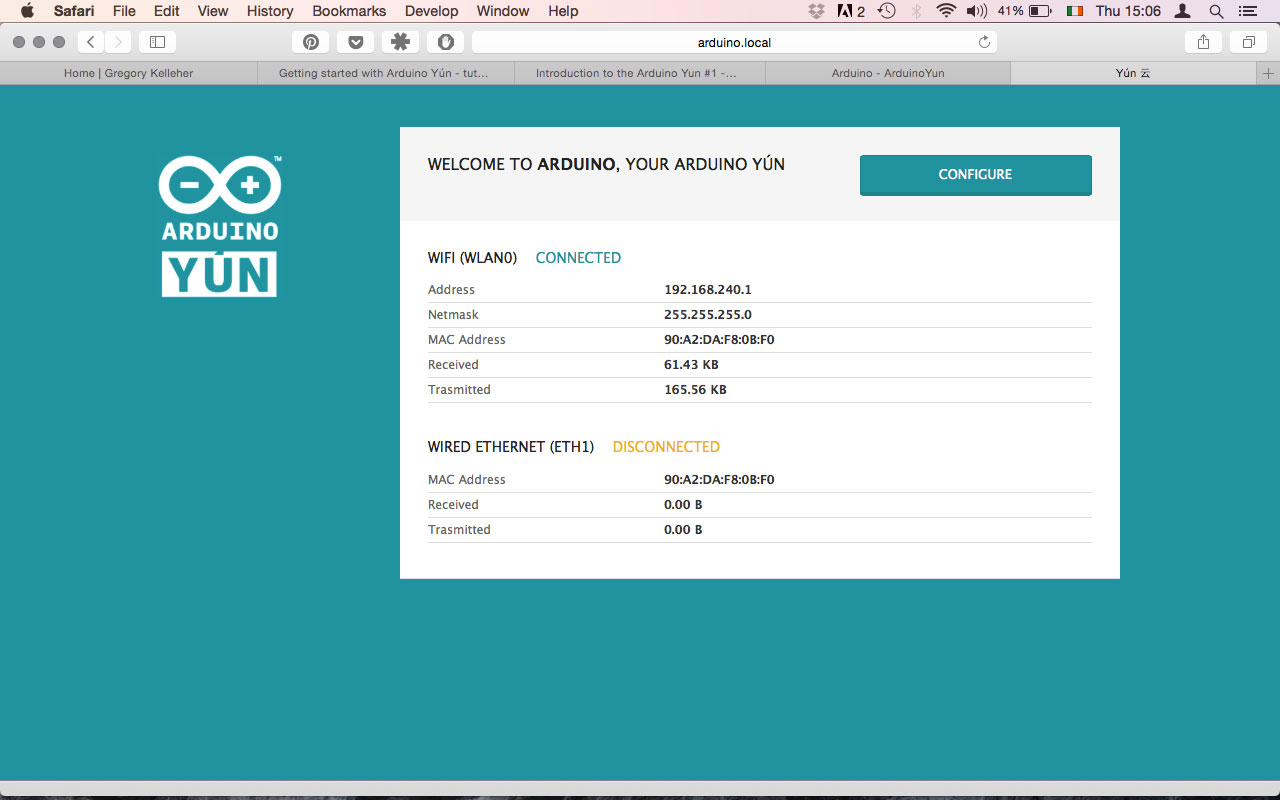 Safari File Edit View History Bookmarks Develop Window Help 2 41% Thu 15:06
arduino.local
Home | Gregory Kelleher Getting started with Arduino Yún - tut... Introduction to the Arduino Yun #1 -... Arduino - ArduinoYun Yún 云
WELCOME TO ARDUINO, YOUR ARDUINO YÚN CONFIGURE
TM
ARDUINO
YÚN
WIFI (WLAN0) CONNECTED
Address 192.168.240.1
Netmask 255.255.255.0
MAC Address 90:A2:DA:F8:0B:F0
Received 61.43 KB
Trasmitted 165.56 KB
WIRED ETHERNET (ETH1) DISCONNECTED
MAC Address 90:A2:DA:F8:0B:F0
Received 0.00 B
Trasmitted 0.00 B